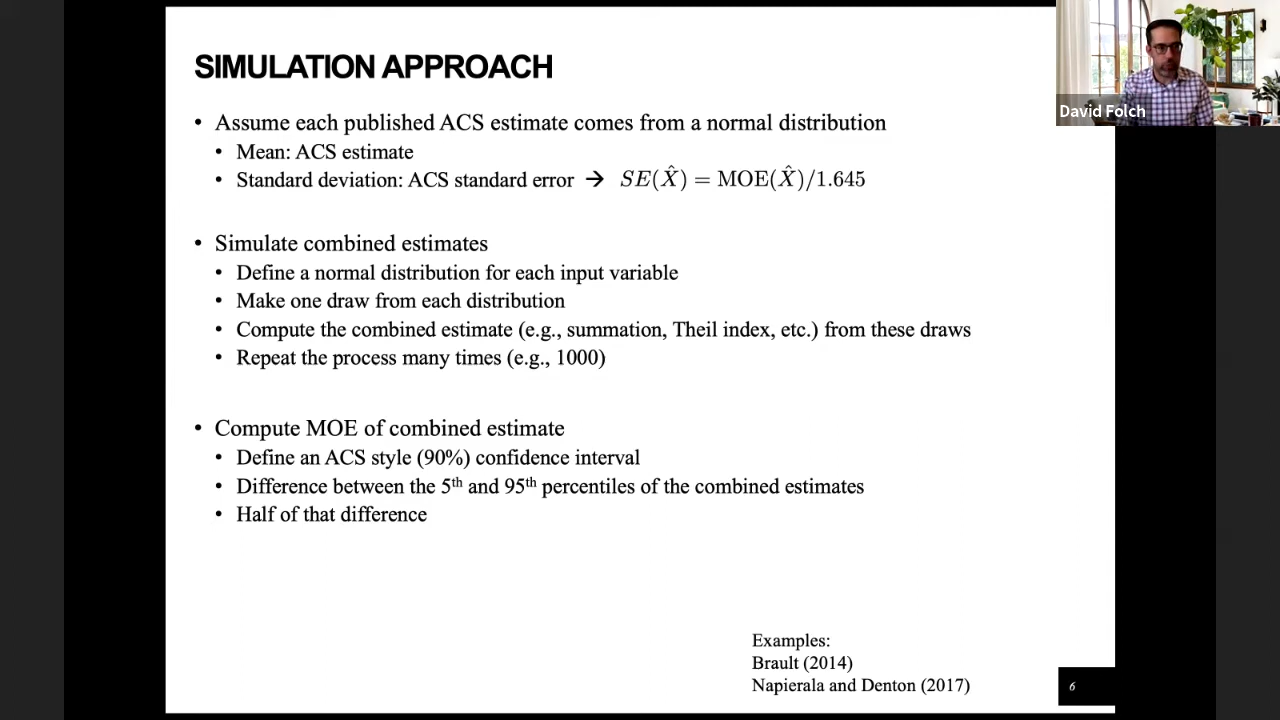 SIMULATION APPROACH
David Folch
• Assume each published ACS estimate comes from a normal distribution
• Mean: ACS estimate
• Standard deviation: ACS standard error → SE(X̂) = MOE(X̂)/1.645
• Simulate combined estimates
• Define a normal distribution for each input variable
• Make one draw from each distribution
• Compute the combined estimate (e.g., summation, Theil index, etc.) from these draws
• Repeat the process many times (e.g., 1000)
• Compute MOE of combined estimate
• Define an ACS style (90%) confidence interval
• Difference between the 5th and 95th percentiles of the combined estimates
• Half of that difference
Examples:
Brault (2014)
Napierala and Denton (2017)
6